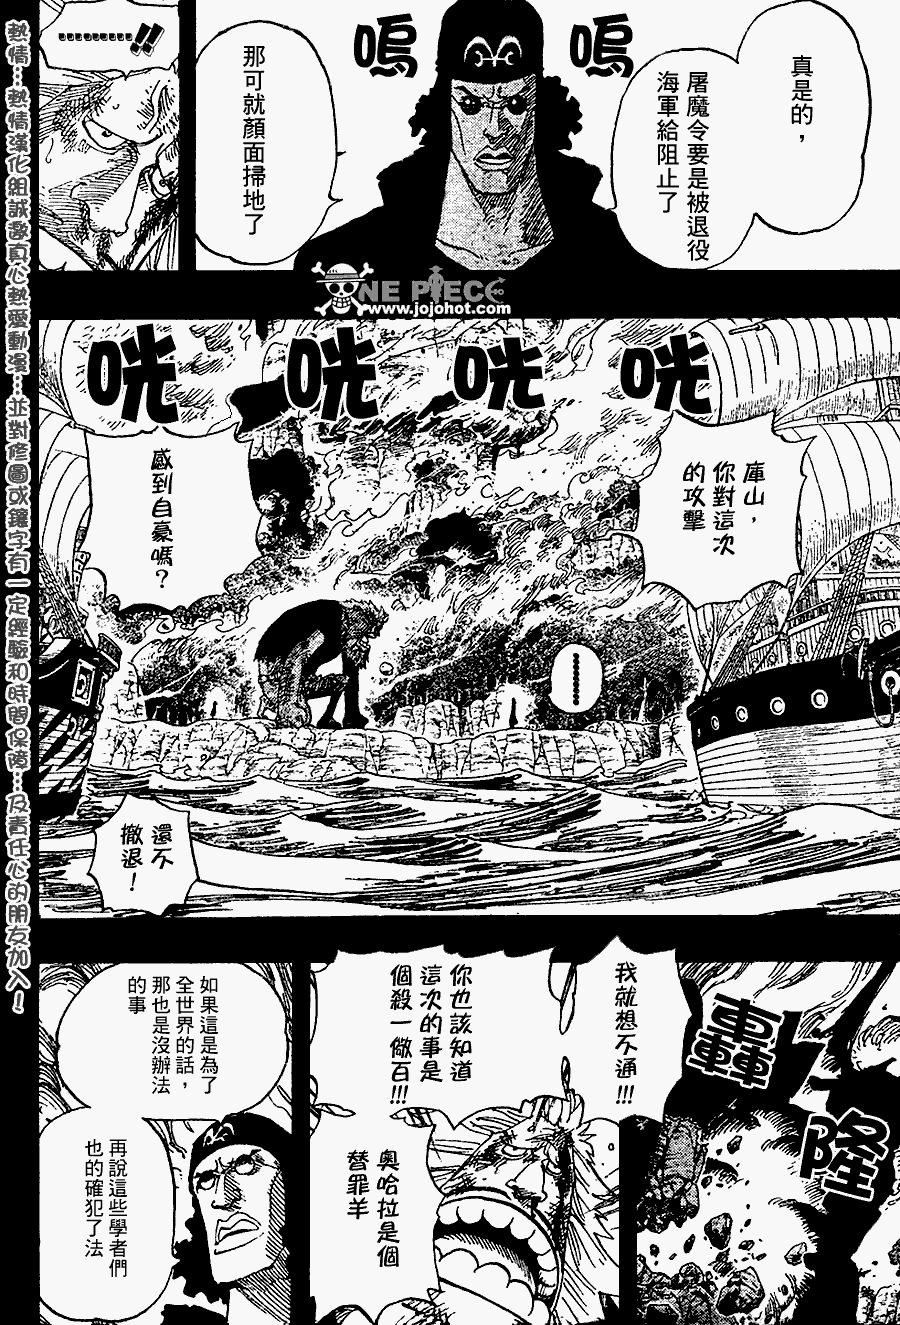 嗚
嗚
真是的，
屠魔令要是被退役
海軍給阻止了
那可就顏面掃地了
………!!
ONE PIECE
www.jojohot.com
咣
咣
咣
咣
庫山，
你對這次
的攻擊
感到自豪嗎？
………
還不
撤退！
轟
隆
我就想不通!!!
你也該知道
這次的事是
個殺一儆百!!!
奧哈拉是個
替罪羊
如果這是為了
全世界的話，
那也是沒辦法
的事
再說這些學者們
也的確犯了法
熱情…熱情漢化組誠徵真心熱愛動漫…並對修圖或鑲字有一定經驗和時間保障…及責任心的朋友加入！